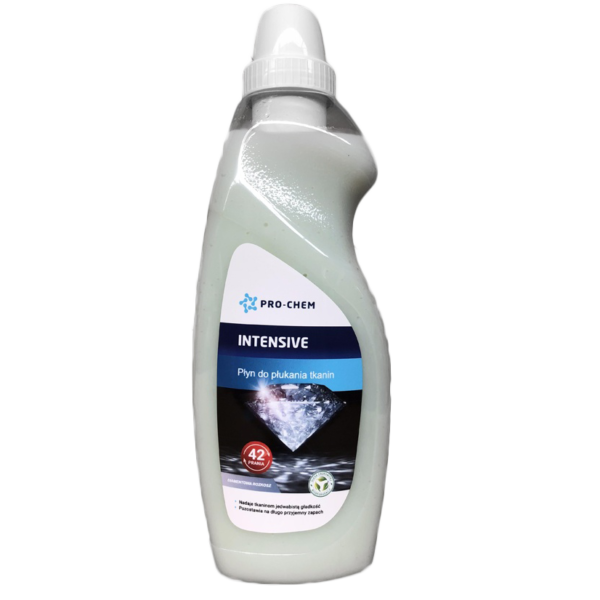 PRO-CHEM
INTENSIVE
Płyn do płukania tkanin
42
PRANIA
- Nadaje tkaninom jedwabistą gładkość
- Pozostawia na długo przyjemny zapach